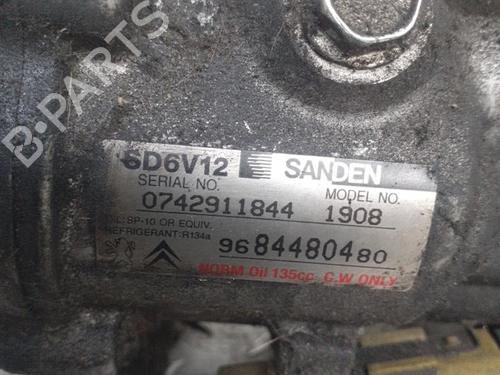 B-PARTS
SD6V12 SANDEN
SERIAL NO. MODEL NO.
0742911844 1908
OIL: SP-10 OR EQUIV.
REFRIGERANT: R134a
9684480480
NORM Oil 135cc C.W ONLY